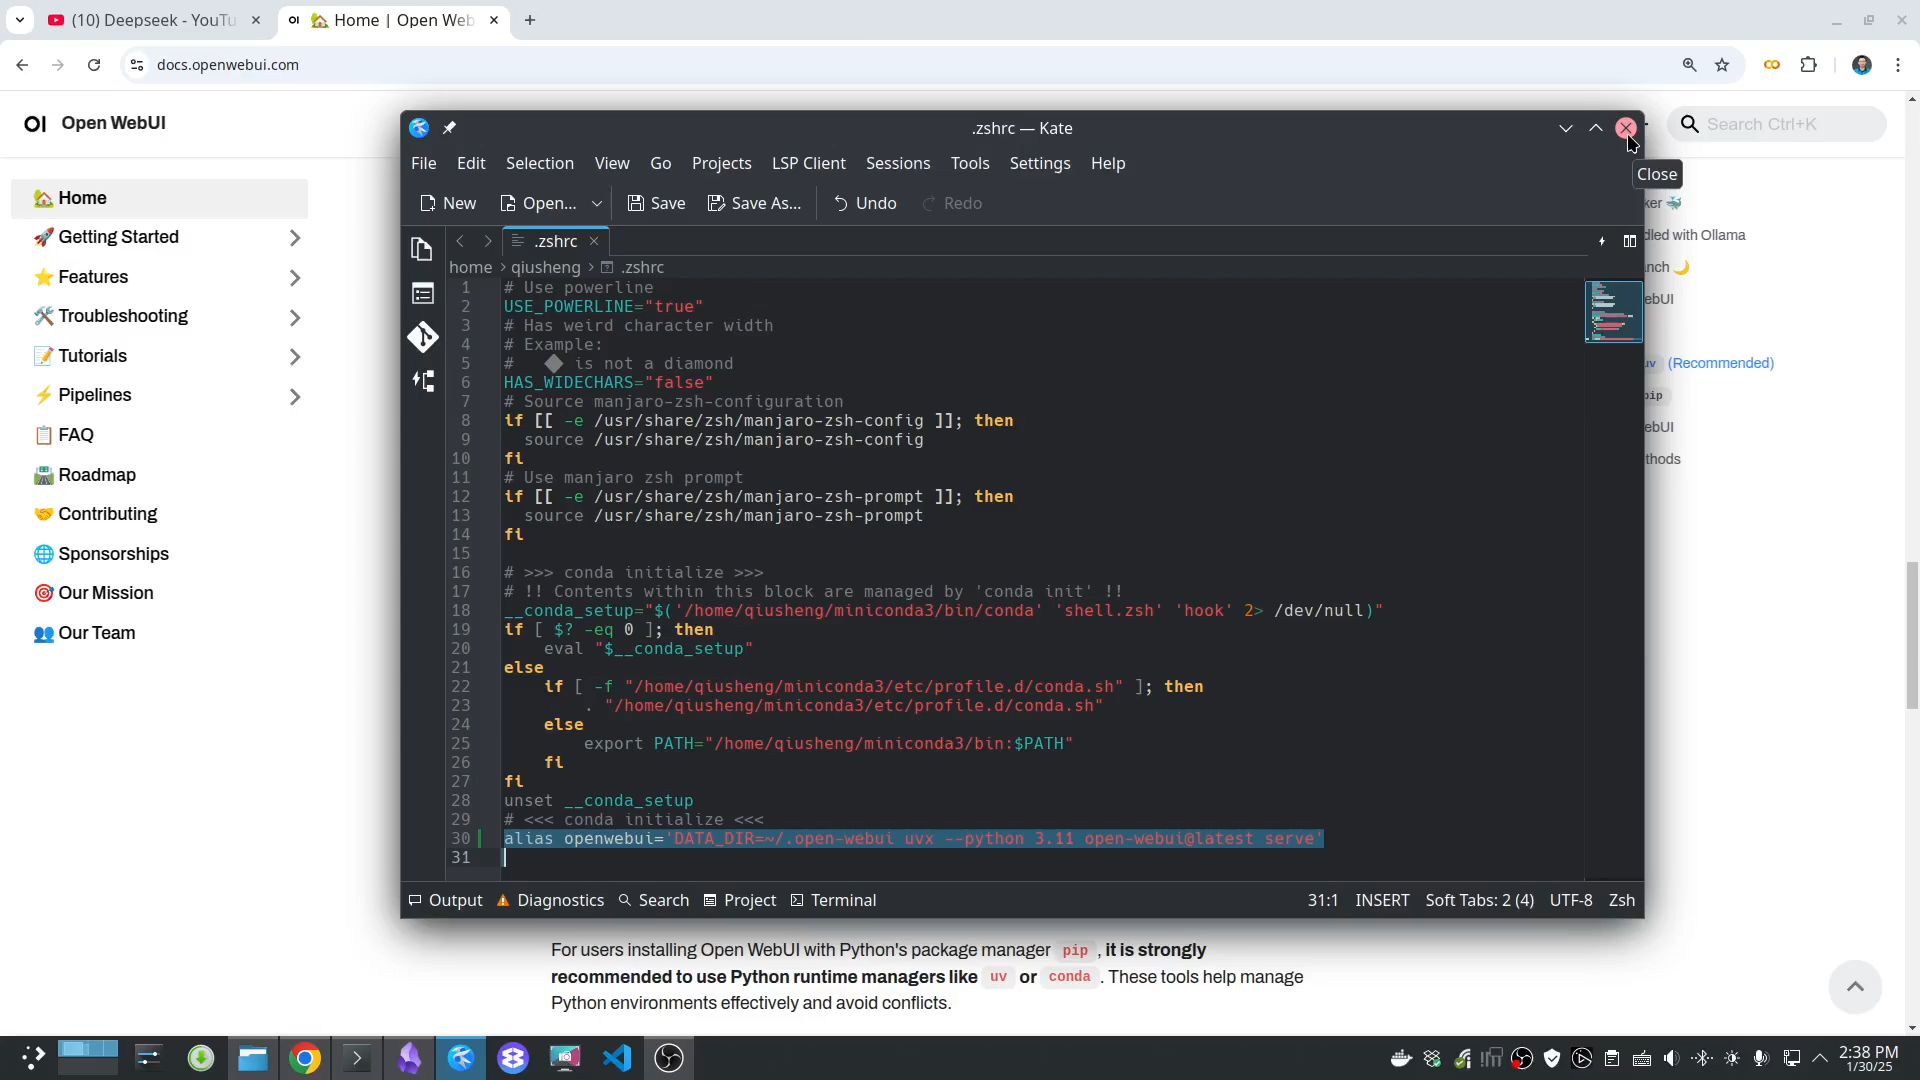 (10) Deepseek - YouTu
Home | Open Web
docs.openwebui.com
OI Open WebUI
Search Ctrl+K
Home
Getting Started
Features
Troubleshooting
Tutorials
Pipelines
FAQ
Roadmap
Contributing
Sponsorships
Our Mission
Our Team
.zshrc — Kate
Close
File Edit Selection View Go Projects LSP Client Sessions Tools Settings Help
New Open... Save Save As... Undo Redo
.zshrc
home > qiusheng > .zshrc
1 # Use powerline
2 USE_POWERLINE="true"
3 # Has weird character width
4 # Example:
5 # is not a diamond
6 HAS_WIDECHARS="false"
7 # Source manjaro-zsh-configuration
8 if [[ -e /usr/share/zsh/manjaro-zsh-config ]]; then
9 source /usr/share/zsh/manjaro-zsh-config
10 fi
11 # Use manjaro zsh prompt
12 if [[ -e /usr/share/zsh/manjaro-zsh-prompt ]]; then
13 source /usr/share/zsh/manjaro-zsh-prompt
14 fi
15
16 # >>> conda initialize >>>
17 # !! Contents within this block are managed by 'conda init' !!
18 __conda_setup="$('/home/qiusheng/miniconda3/bin/conda' 'shell.zsh' 'hook' 2> /dev/null)"
19 if [ $? -eq 0 ]; then
20 eval "$__conda_setup"
21 else
22 if [ -f "/home/qiusheng/miniconda3/etc/profile.d/conda.sh" ]; then
23 . "/home/qiusheng/miniconda3/etc/profile.d/conda.sh"
24 else
25 export PATH="/home/qiusheng/miniconda3/bin:$PATH"
26 fi
27 fi
28 unset __conda_setup
29 # <<< conda initialize <<<
30 alias openwebui='DATA_DIR=~/.open-webui uvx --python 3.11 open-webui@latest serve'
31
Output Diagnostics Search Project Terminal 31:1 INSERT Soft Tabs: 2 (4) UTF-8 Zsh
ker
dled with Ollama
nch
ebUI
uv (Recommended)
pip
ebUI
thods
For users installing Open WebUI with Python's package manager pip, it is strongly
recommended to use Python runtime managers like uv or conda. These tools help manage
Python environments effectively and avoid conflicts.
2:38 PM
1/30/25